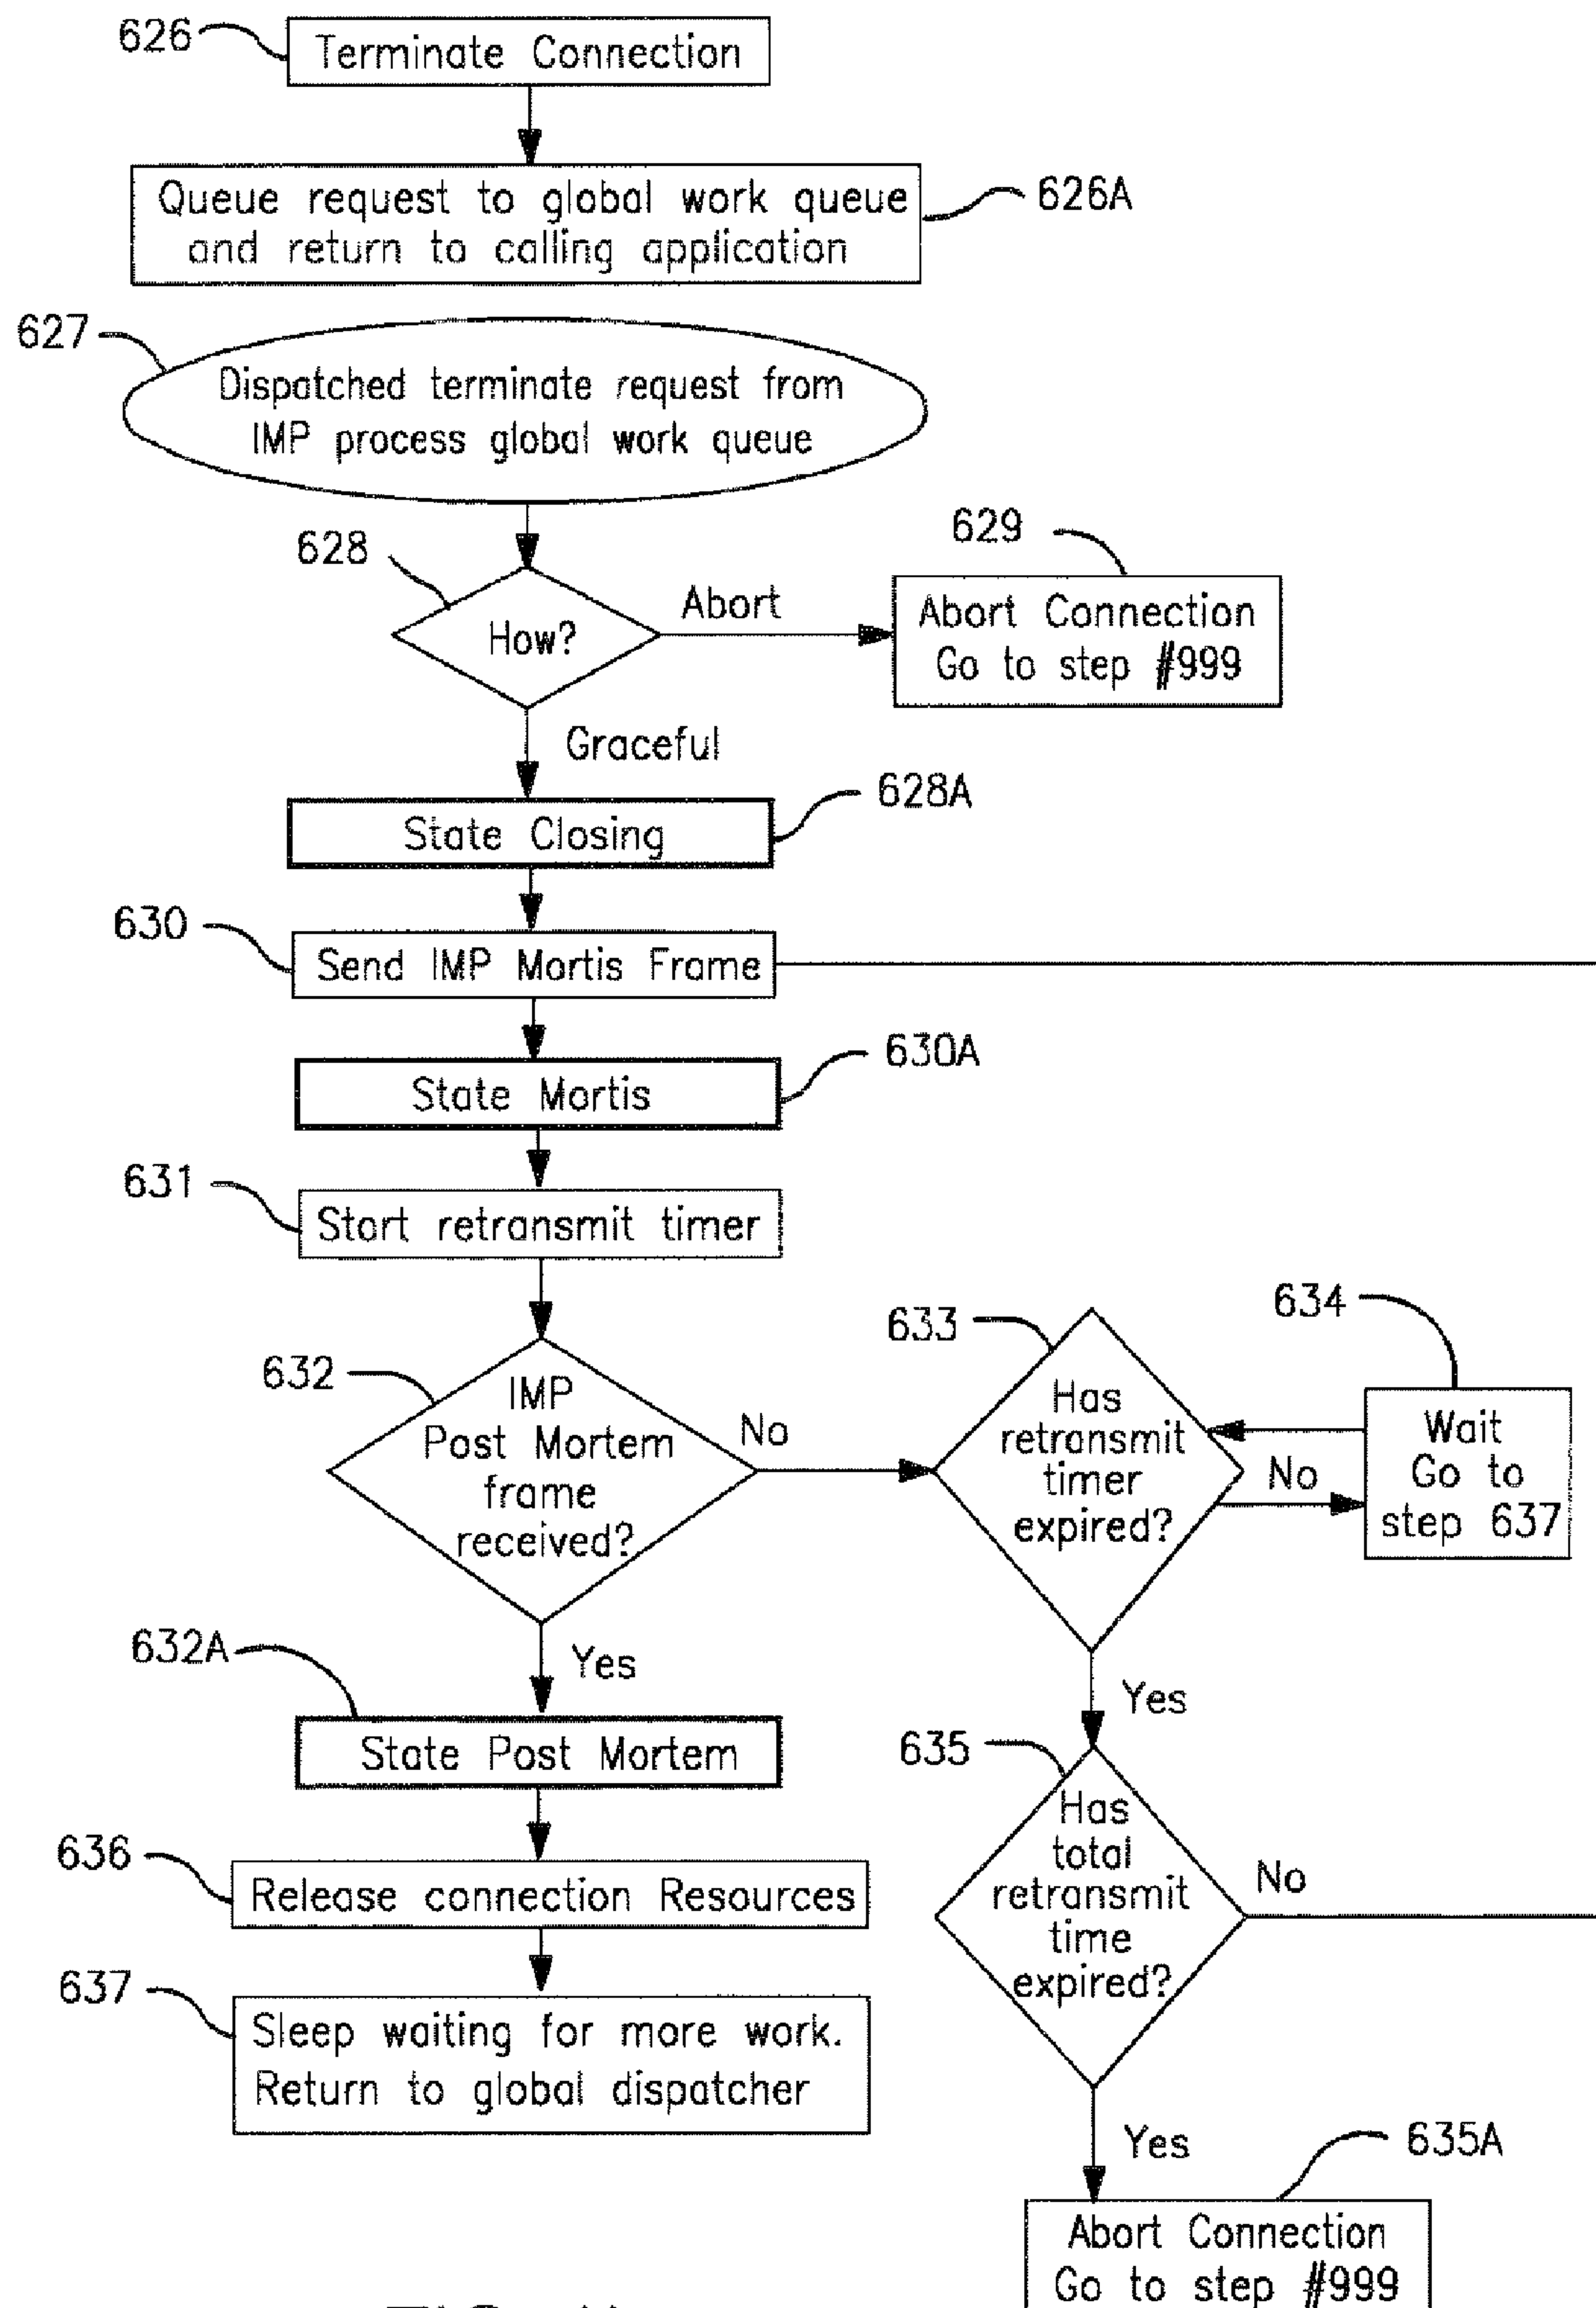 626
Terminate Connection
Queue request to global work queue
and return to calling application
626A
627
Dispatched terminate request from
IMP process global work queue
628
How?
Abort
629
Abort Connection
Go to step #999
Graceful
State Closing
628A
630
Send IMP Mortis Frame
State Mortis
630A
631
Start retransmit timer
632
IMP
Post Mortem
frame
received?
No
633
Has
retransmit
timer
expired?
No
634
Wait
Go to
step 637
Yes
632A
State Post Mortem
Yes
635
Has
total
retransmit
time
expired?
No
636
Release connection Resources
637
Sleep waiting for more work.
Return to global dispatcher
Yes
635A
Abort Connection
Go to step #999